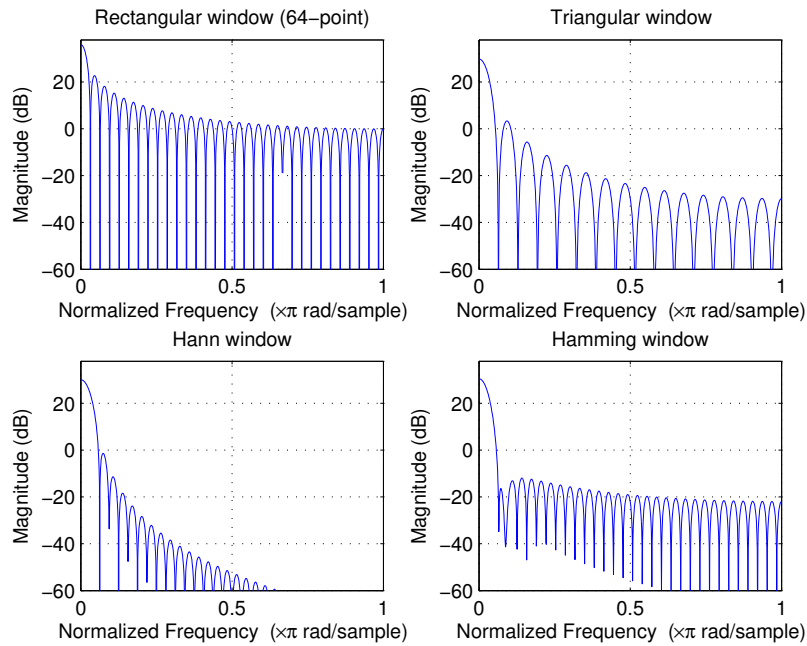 Rectangular window (64−point)
Magnitude (dB)
20
0
−20
−40
−60
0
0.5
1
Normalized Frequency (×π rad/sample)
Triangular window
Magnitude (dB)
20
0
−20
−40
−60
0
0.5
1
Normalized Frequency (×π rad/sample)
Hann window
Magnitude (dB)
20
0
−20
−40
−60
0
0.5
1
Normalized Frequency (×π rad/sample)
Hamming window
Magnitude (dB)
20
0
−20
−40
−60
0
0.5
1
Normalized Frequency (×π rad/sample)